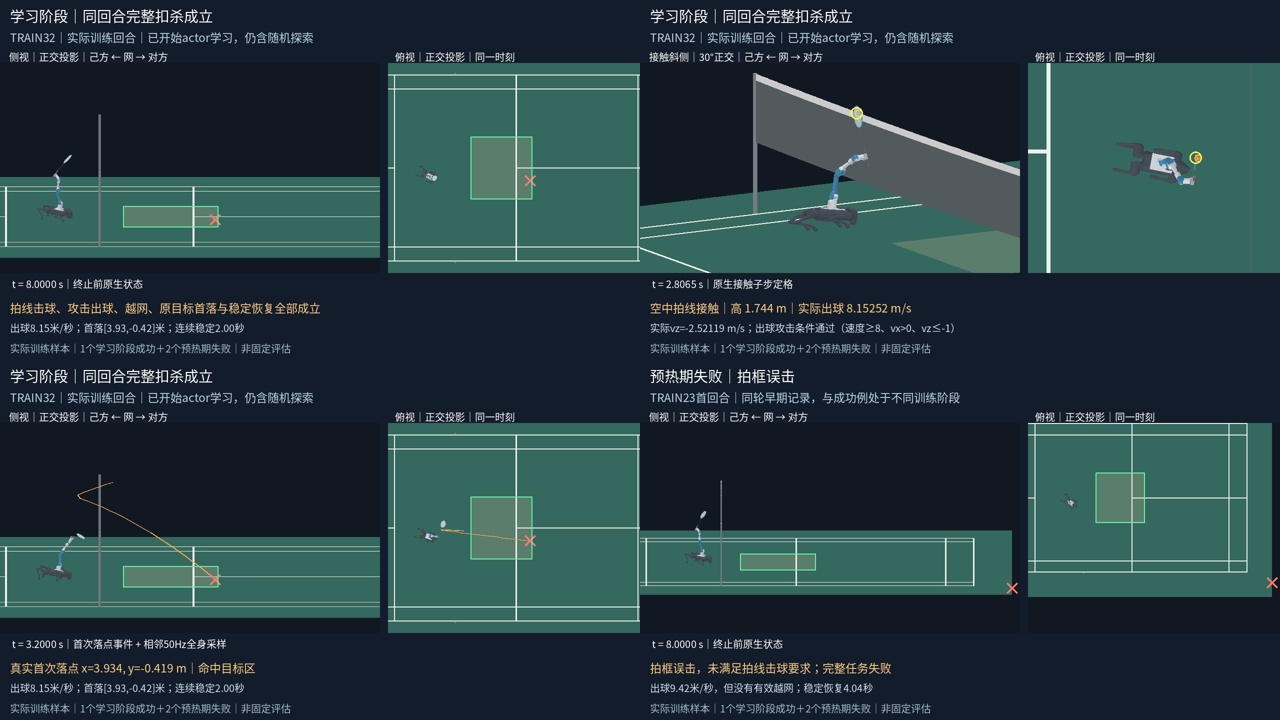 学习阶段｜同回合完整扣杀成立
TRAIN32｜实际训练回合｜已开始actor学习，仍含随机探索
侧视｜正交投影｜己方 ← 网 → 对方
俯视｜正交投影｜同一时刻
t = 8.0000 s｜终止前原生状态
拍线击球、攻击出球、越网、原目标首落与稳定恢复全部成立
出球8.15米/秒；首落[3.93,-0.42]米；连续稳定2.00秒
实际训练样本｜1个学习阶段成功＋2个预热期失败｜非固定评估
学习阶段｜同回合完整扣杀成立
TRAIN32｜实际训练回合｜已开始actor学习，仍含随机探索
接触斜侧｜30°正交｜己方 ← 网 → 对方
俯视｜正交投影｜同一时刻
t = 2.8065 s｜原生接触子步定格
空中拍线接触｜高 1.744 m｜实际出球 8.15252 m/s
实际vz=-2.52119 m/s；出球攻击条件通过（速度≥8、vx>0、vz≤-1）
实际训练样本｜1个学习阶段成功＋2个预热期失败｜非固定评估
学习阶段｜同回合完整扣杀成立
TRAIN32｜实际训练回合｜已开始actor学习，仍含随机探索
侧视｜正交投影｜己方 ← 网 → 对方
俯视｜正交投影｜同一时刻
t = 3.2000 s｜首次落点事件 + 相邻50Hz全身采样
真实首次落点 x=3.934, y=-0.419 m｜命中目标区
出球8.15米/秒；首落[3.93,-0.42]米；连续稳定2.00秒
实际训练样本｜1个学习阶段成功＋2个预热期失败｜非固定评估
预热期失败｜拍框误击
TRAIN23首回合｜同轮早期记录，与成功例处于不同训练阶段
侧视｜正交投影｜己方 ← 网 → 对方
俯视｜正交投影｜同一时刻
t = 8.0000 s｜终止前原生状态
拍框误击，未满足拍线击球要求；完整任务失败
出球9.42米/秒，但没有有效越网；稳定恢复4.04秒
实际训练样本｜1个学习阶段成功＋2个预热期失败｜非固定评估